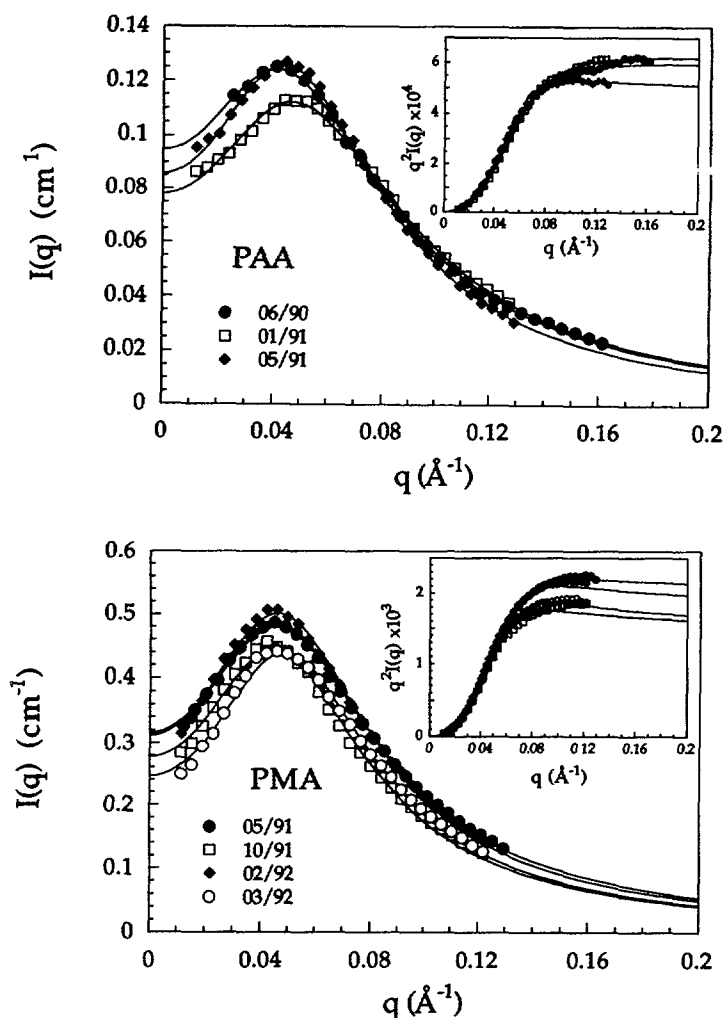 0.14
0.12
0.1
0.08
0.06
0.04
0.02
0
I(q) (cm¹)
PAA
06/90
01/91
05/91
0 0.04 0.08 0.12 0.16 0.2
q (Å⁻¹)
6
4
2
0
q²I(q) ×10⁴
0 0.04 0.08 0.12 0.16 0.2
q (Å⁻¹)
0.6
0.5
0.4
0.3
0.2
0.1
0
I(q) (cm⁻¹)
PMA
05/91
10/91
02/92
03/92
0 0.04 0.08 0.12 0.16 0.2
q (Å⁻¹)
2
1
0
q²I(q) ×10³
0 0.04 0.08 0.12 0.16 0.2
q (Å⁻¹)